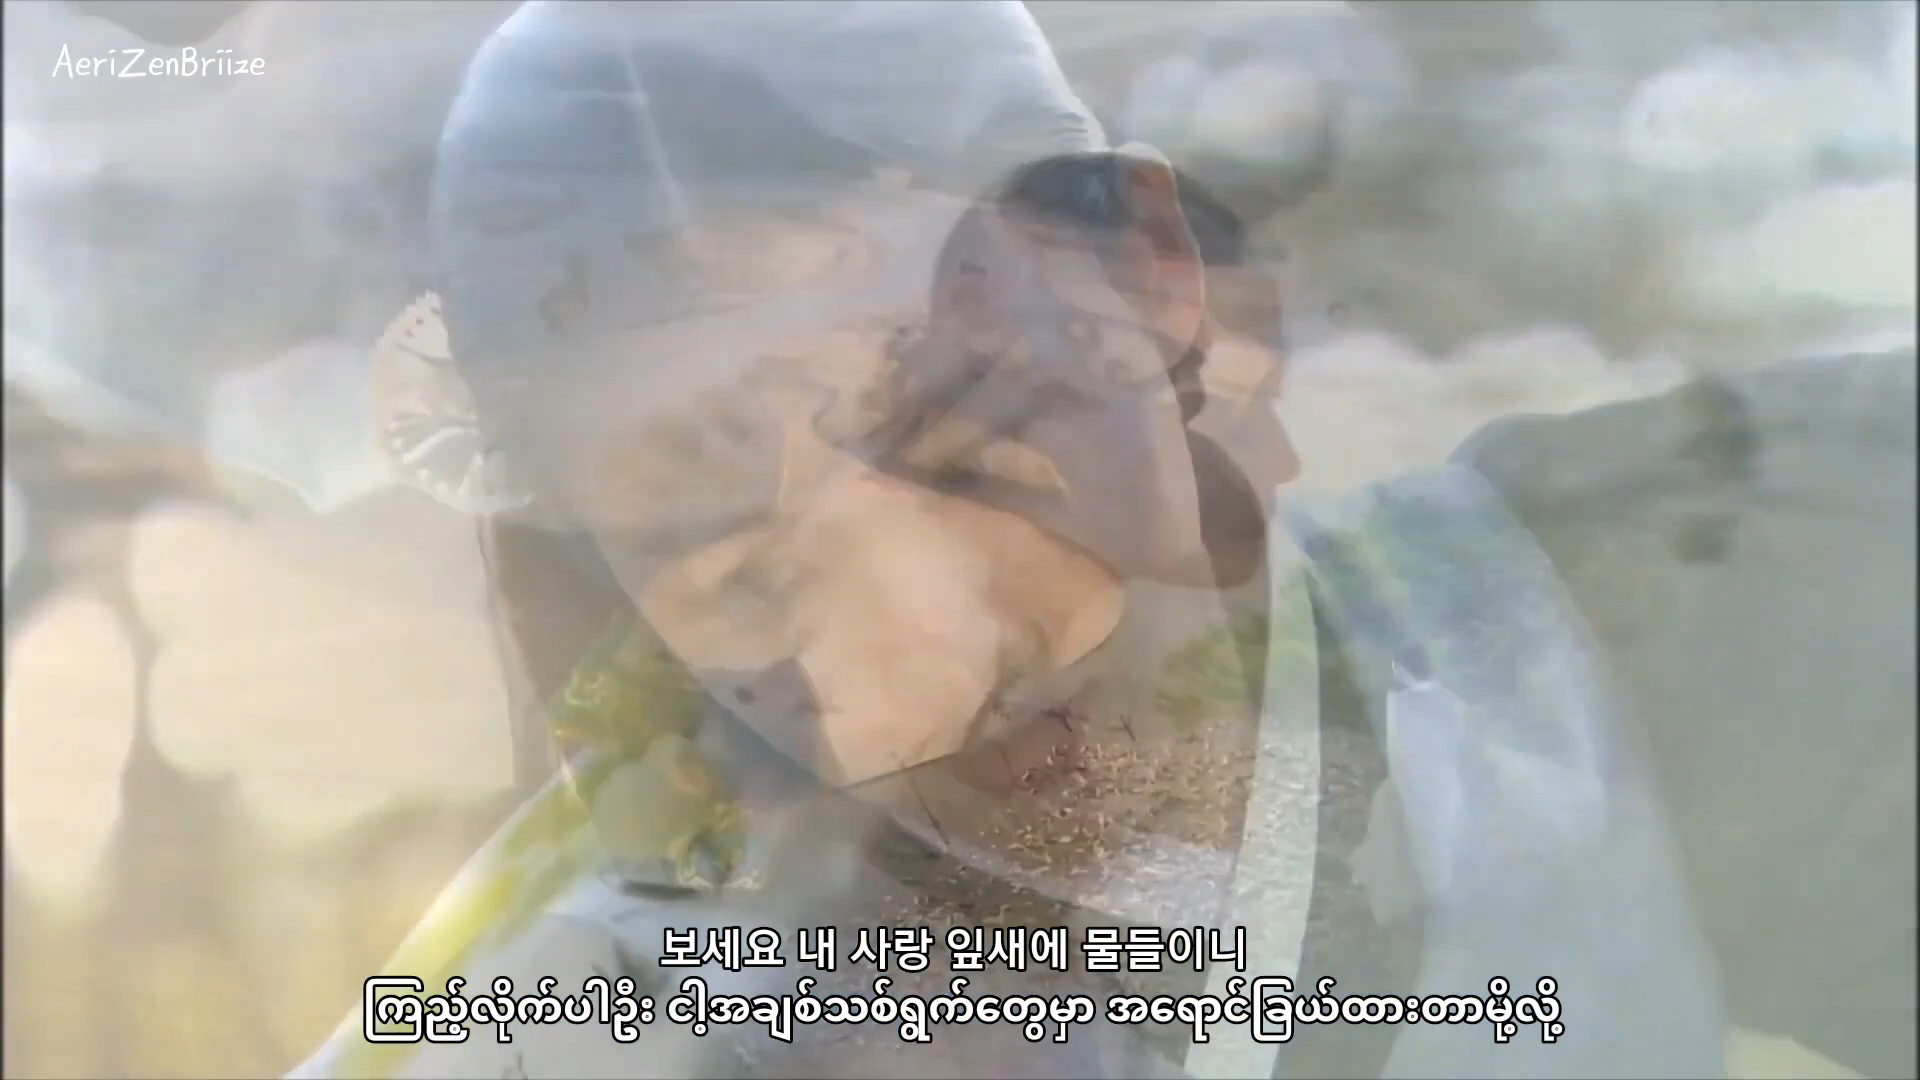 AeriZenBriize
보세요 내 사랑 잎새에 물들이니
ကြည့်လိုက်ပါဦး ငါ့အချစ်သစ်ရွက်တွေမှာ အရောင်ခြယ်ထားတာမို့လို့